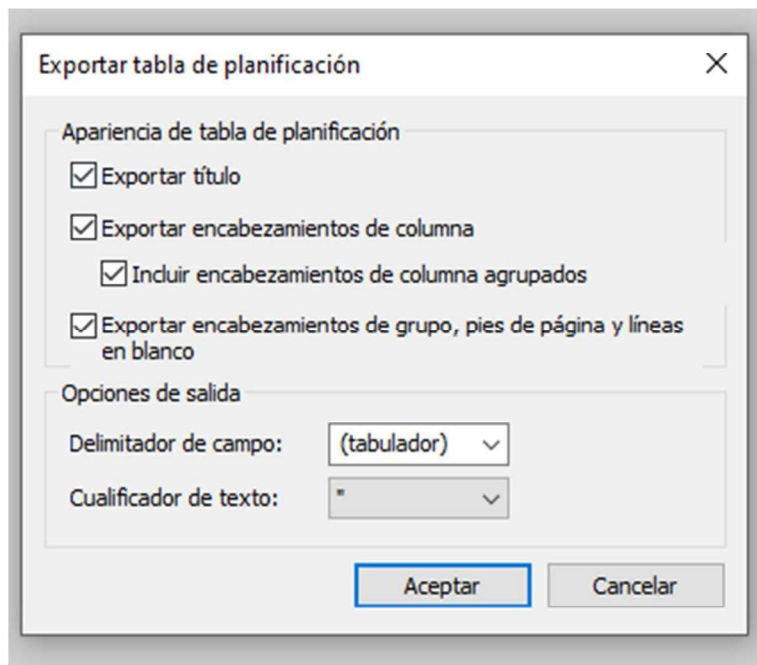 Exportar tabla de planificación
Apariencia de tabla de planificación
Exportar título
Exportar encabezamientos de columna
Incluir encabezamientos de columna agrupados
Exportar encabezamientos de grupo, pies de página y líneas
en blanco
Opciones de salida
Delimitador de campo: (tabulador)
Cualificador de texto: "
Aceptar Cancelar